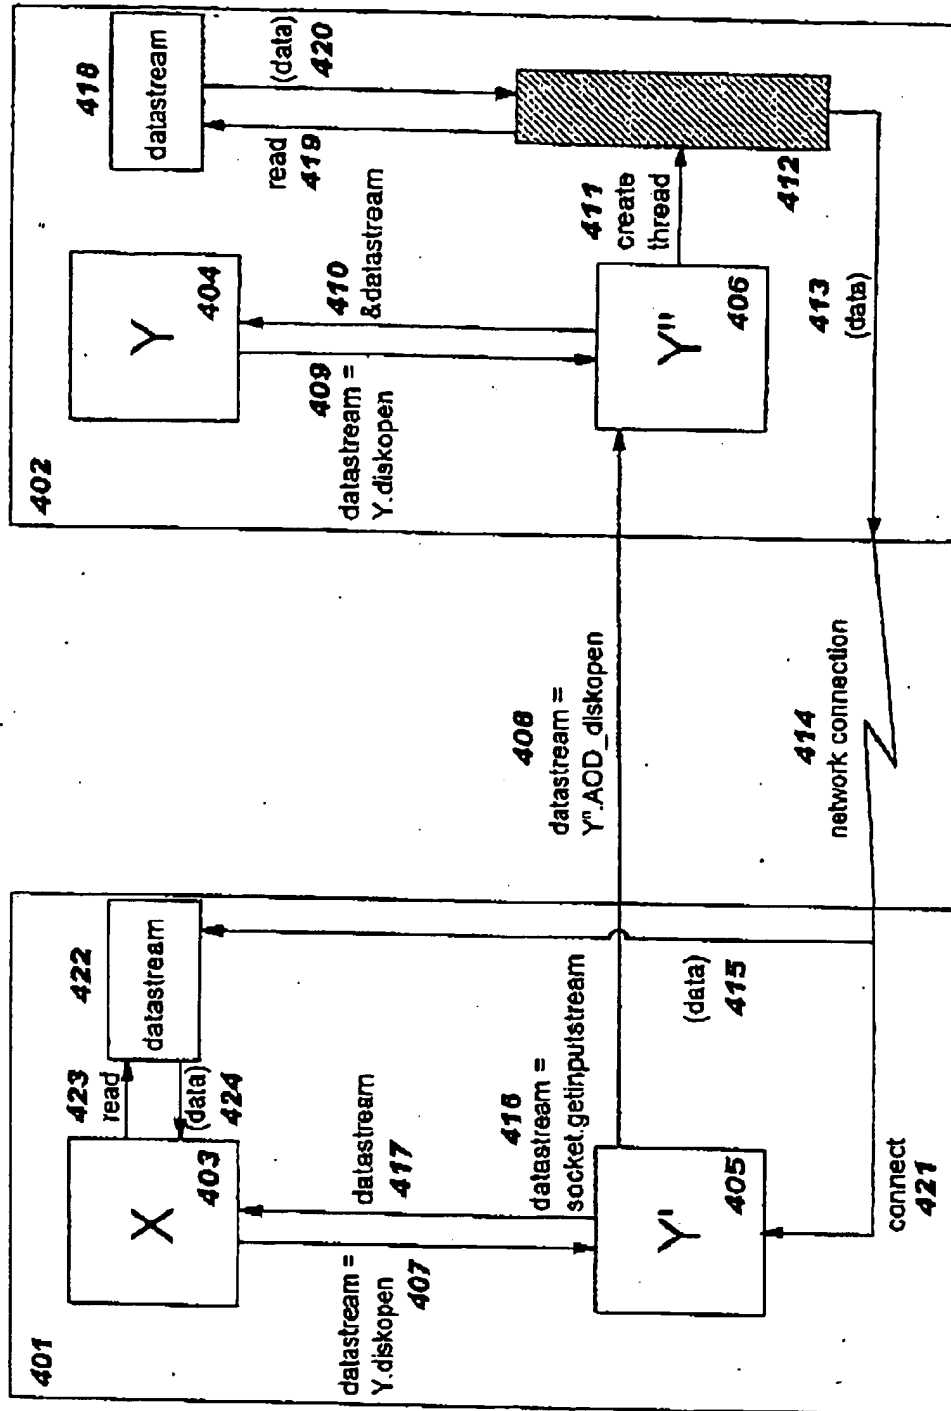 401
X
403
423
read
(data)
424
datastream
422
datastream =
Y.diskopen
407
datastream
417
416
datastream =
socket.getinputstream
Y'
405
(data)
415
connect
421
408
datastream =
Y".AOD_diskopen
414
network connection
402
Y
404
datastream
418
409
datastream =
Y.diskopen
410
&datastream
read
419
(data)
420
Y"
406
411
create
thread
412
413
(data)